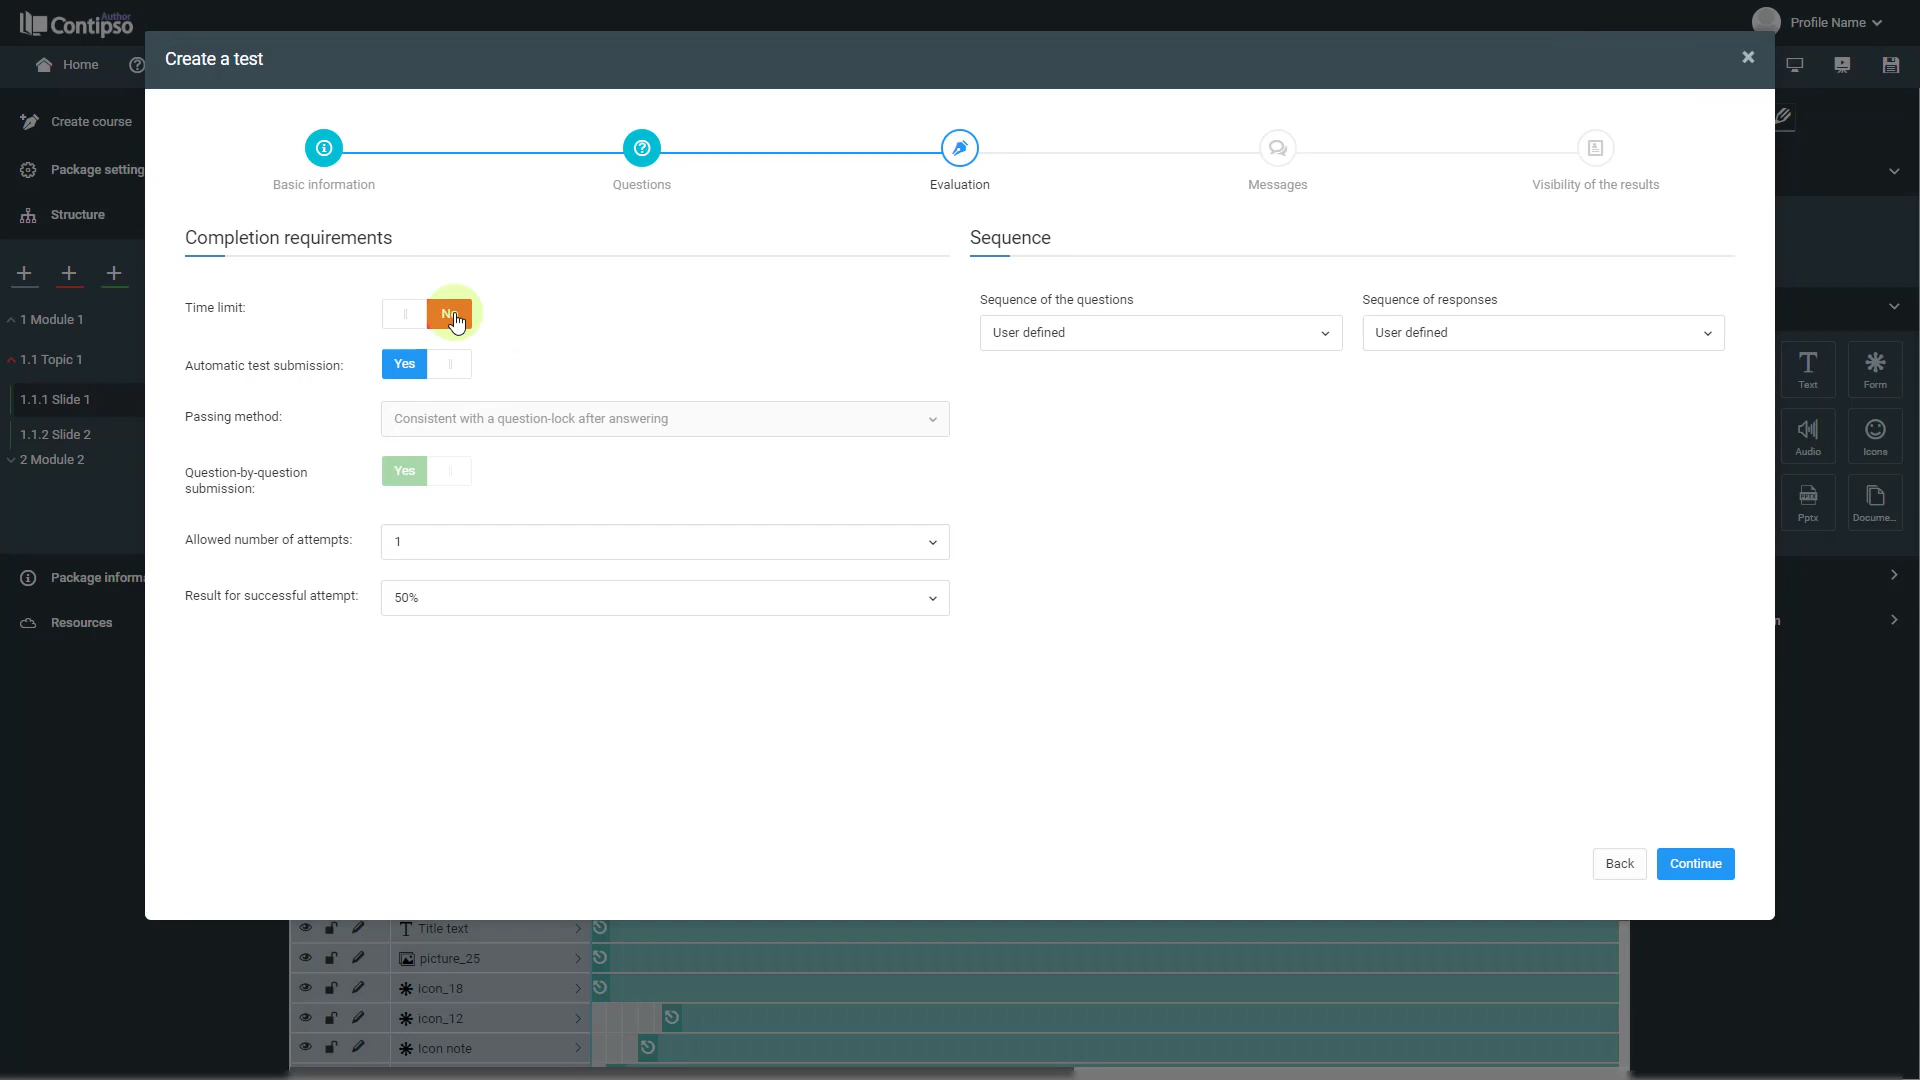 Author
Contipso
Profile Name
Create a test
Home
Create course
Package setting
Structure
1 Module 1
1.1 Topic 1
1.1.1 Slide 1
1.1.2 Slide 2
2 Module 2
Package informa
Resources
Basic information
Questions
Evaluation
Messages
Visibility of the results
Completion requirements
Time limit:
No
Automatic test submission:
Yes
Passing method:
Consistent with a question-lock after answering
Question-by-question
submission:
Yes
Allowed number of attempts:
1
Result for successful attempt:
50%
Sequence
Sequence of the questions
User defined
Sequence of responses
User defined
Back
Continue
Text
Form
Audio
Icons
Pptx
Docume...
n
Title text
picture_25
icon_18
icon_12
Icon note